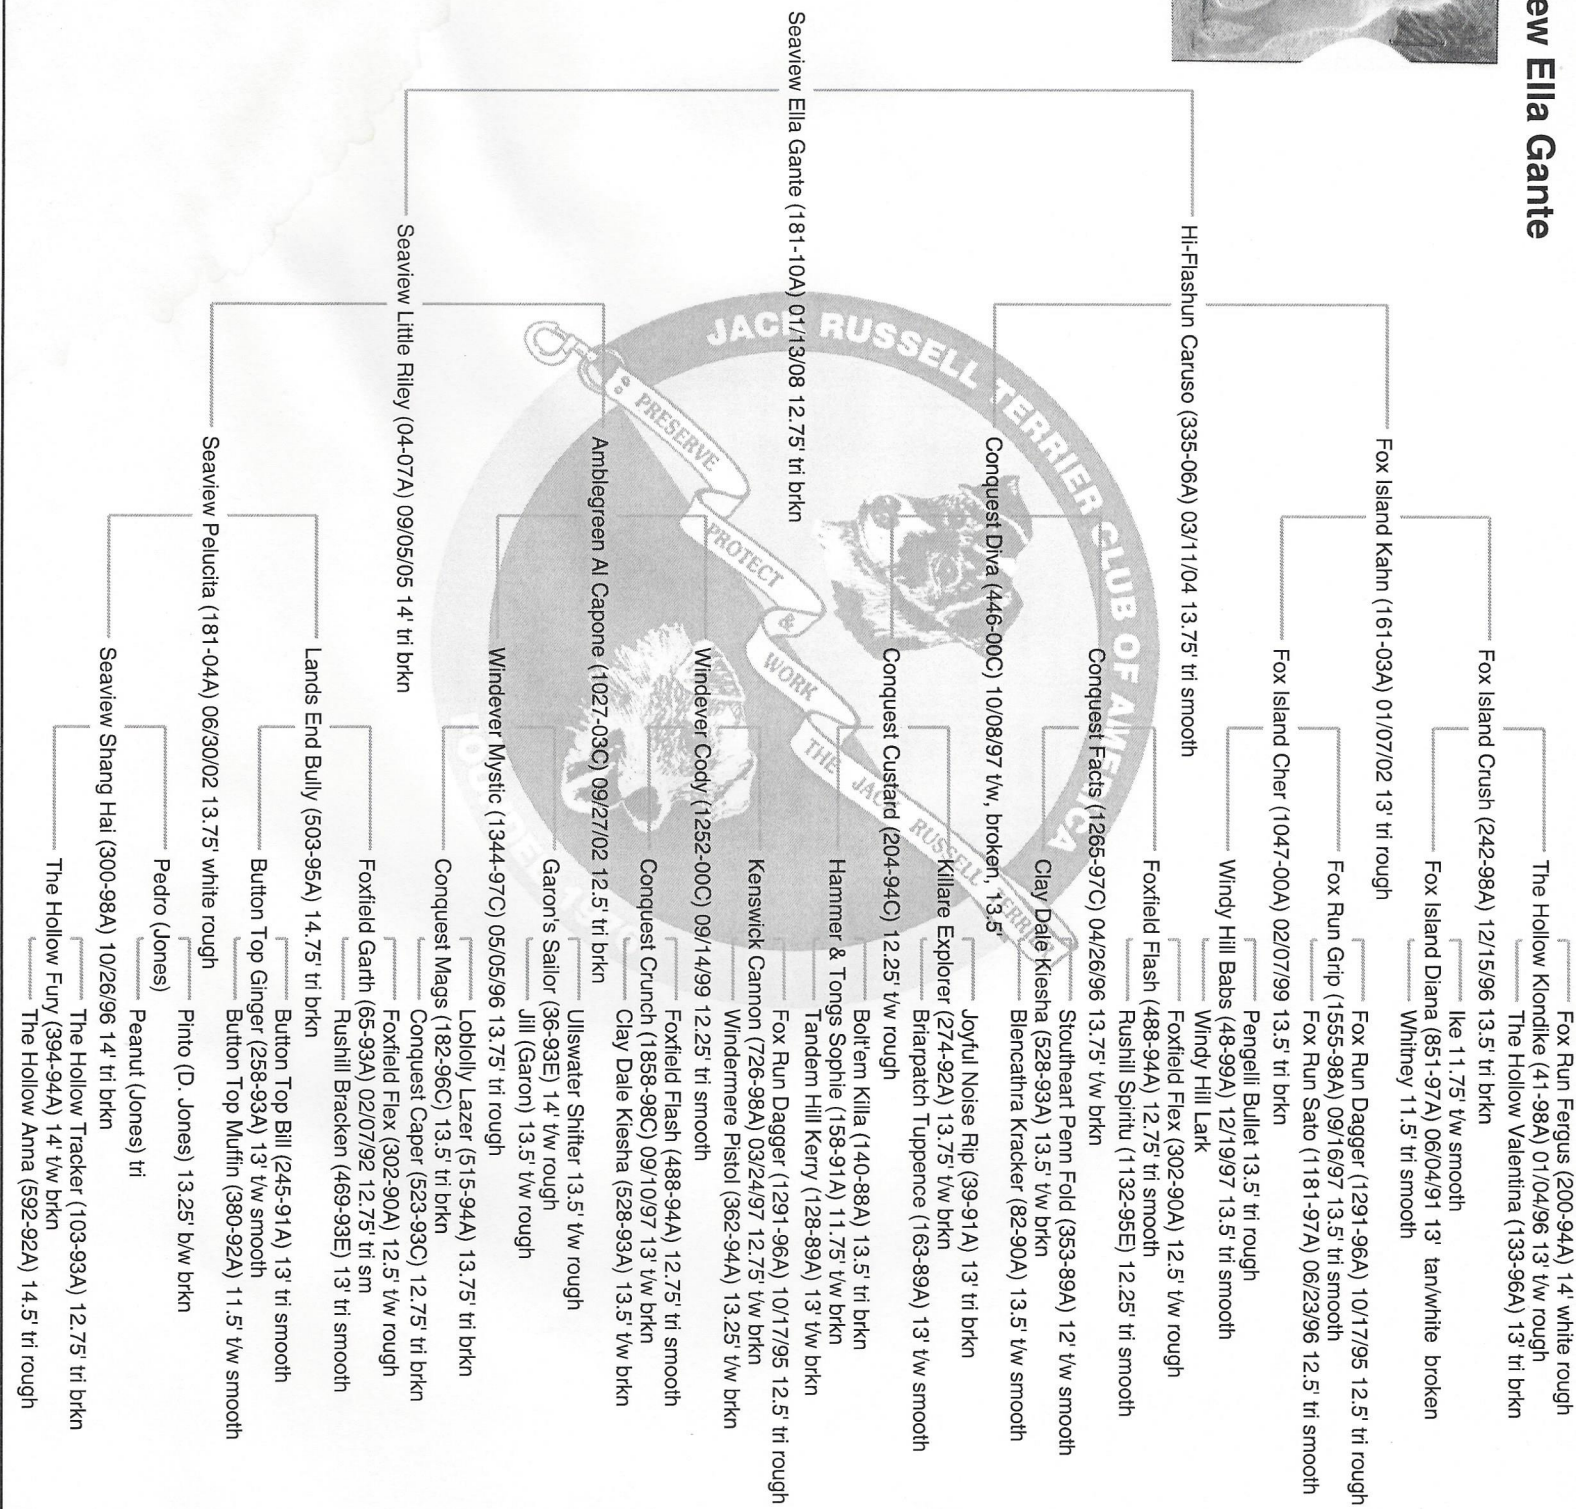 ew Ella Gante
Fox Run Fergus (200-94A) 14' white rough
The Hollow Klondike (41-98A) 01/04/96 13' t/w rough
The Hollow Valentina (133-96A) 13' tri brkn
Fox Island Crush (242-98A) 12/15/96 13.5' tri brkn
Ike 11.75' t/w smooth
Fox Island Diana (851-97A) 06/04/91 13' tan/white broken
Whitney 11.5' tri smooth
Fox Island Kahn (161-03A) 01/07/02 13' tri rough
Fox Run Dagger (1291-96A) 10/17/95 12.5' tri rough
Fox Run Grip (1555-98A) 09/16/97 13.5' tri smooth
Fox Run Sato (1181-97A) 06/23/96 12.5' tri smooth
Fox Island Cher (1047-00A) 02/07/99 13.5' tri brkn
Pengelli Bullet 13.5' tri rough
Windy Hill Babs (48-99A) 12/19/97 13.5' tri smooth
Windy Hill Lark
Hi-Flashun Caruso (335-06A) 03/11/04 13.75' tri smooth
Foxfield Flex (302-90A) 12.5' t/w rough
Foxfield Flash (488-94A) 12.75' tri smooth
Rushill Spiritu (1132-95E) 12.25' tri smooth
Conquest Facts (1265-97C) 04/26/96 13.75' t/w brkn
Stoutheart Penn Fold (353-89A) 12' t/w smooth
Clay Dale Kiesha (528-93A) 13.5' t/w brkn
Blencathra Kracker (82-90A) 13.5' t/w smooth
Conquest Diva (446-00C) 10/08/97 t/w, broken, 13.5'
Joyful Noise Rip (39-91A) 13' tri brkn
Killare Explorer (274-92A) 13.75' t/w brkn
Briarpatch Tuppence (163-89A) 13' t/w smooth
Conquest Custard (204-94C) 12.25' t/w rough
Bolt'em Killa (140-88A) 13.5' tri brkn
Hammer & Tongs Sophie (158-91A) 11.75' t/w brkn
Tandem Hill Kerry (128-89A) 13' t/w brkn
Seaview Ella Gante (181-10A) 01/13/08 12.75' tri brkn
Fox Run Dagger (1291-96A) 10/17/95 12.5' tri rough
Kenswick Cannon (726-98A) 03/24/97 12.75' t/w brkn
Windermere Pistol (362-94A) 13.25' t/w brkn
Windever Cody (1252-00C) 09/14/99 12.25' tri smooth
Foxfield Flash (488-94A) 12.75' tri smooth
Conquest Crunch (1858-98C) 09/10/97 13' t/w brkn
Clay Dale Kiesha (528-93A) 13.5' t/w brkn
Amblegreen Al Capone (1027-03C) 09/27/02 12.5' tri brkn
Ullswater Shifter 13.5' t/w rough
Garon's Sailor (36-93E) 14' t/w rough
Jill (Garon) 13.5' t/w rough
Windever Mystic (1344-97C) 05/05/96 13.75' tri rough
Loblolly Lazer (515-94A) 13.75' tri brkn
Conquest Mags (182-96C) 13.5' tri brkn
Conquest Caper (523-93C) 12.75' tri brkn
Seaview Little Riley (04-07A) 09/05/05 14' tri brkn
Foxfield Flex (302-90A) 12.5' t/w rough
Foxfield Garth (65-93A) 02/07/92 12.75' tri sm
Rushill Bracken (469-93E) 13' tri smooth
Lands End Bully (503-95A) 14.75' tri brkn
Button Top Bill (245-91A) 13' tri smooth
Button Top Ginger (258-93A) 13' t/w smooth
Button Top Muffin (380-92A) 11.5' t/w smooth
Seaview Pelucita (181-04A) 06/30/02 13.75' white rough
Pinto (D. Jones) 13.25' b/w brkn
Pedro (Jones)
Peanut (Jones) tri
Seaview Shang Hai (300-98A) 10/26/96 14' tri brkn
The Hollow Tracker (103-93A) 12.75' tri brkn
The Hollow Fury (394-94A) 14' t/w brkn
The Hollow Anna (592-92A) 14.5' tri rough
JACK RUSSELL TERRIER CLUB OF AMERICA
PRESERVE
PROTECT
&
WORK
THE JACK RUSSELL TERRIER